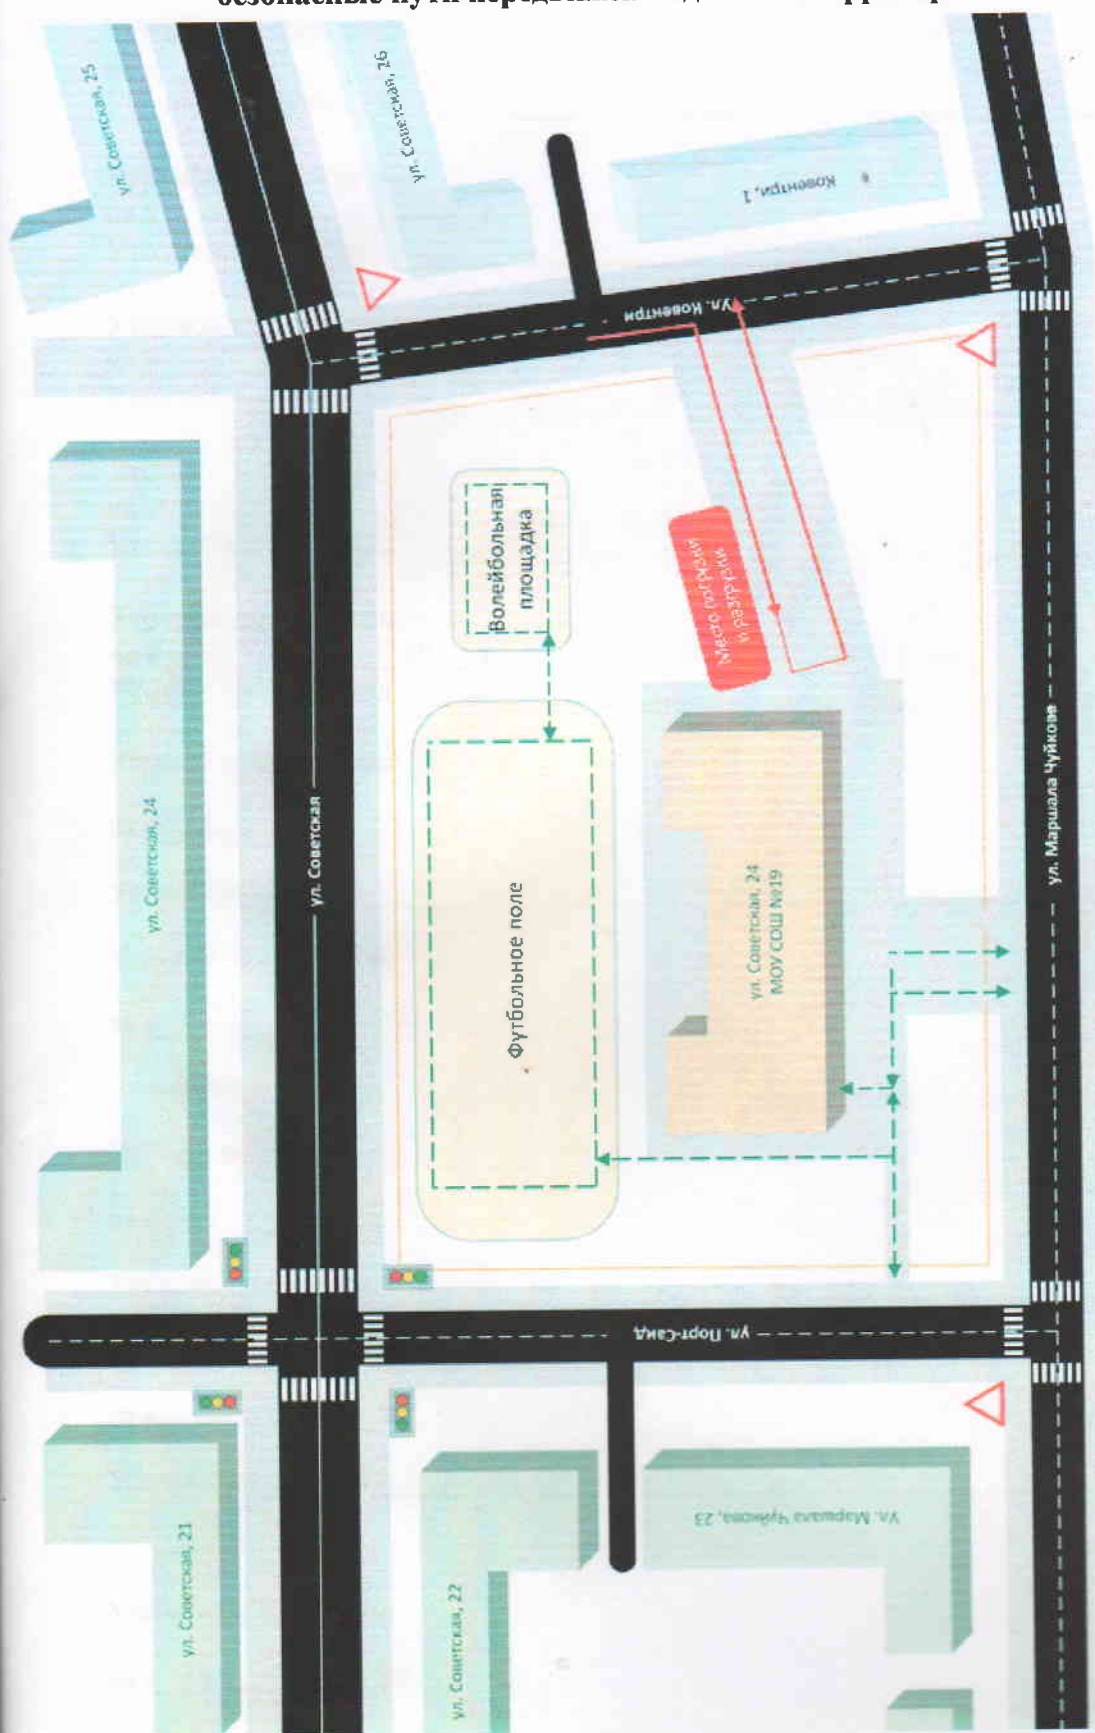 ул. Советская, 25
ул. Советская, 26
Ковентри, 1
Ул. Ковентри
Волейбольная
площадка
Место погрузки
и разгрузки
ул. Советская, 24
ул. Советская
Футбольное поле
ул. Советская, 24
МОУ СОШ №19
ул. Маршала Чуйкова
ул. Порт-Саид
ул. Советская, 21
ул. Советская, 22
Ул. Маршала Чуйкова, 23